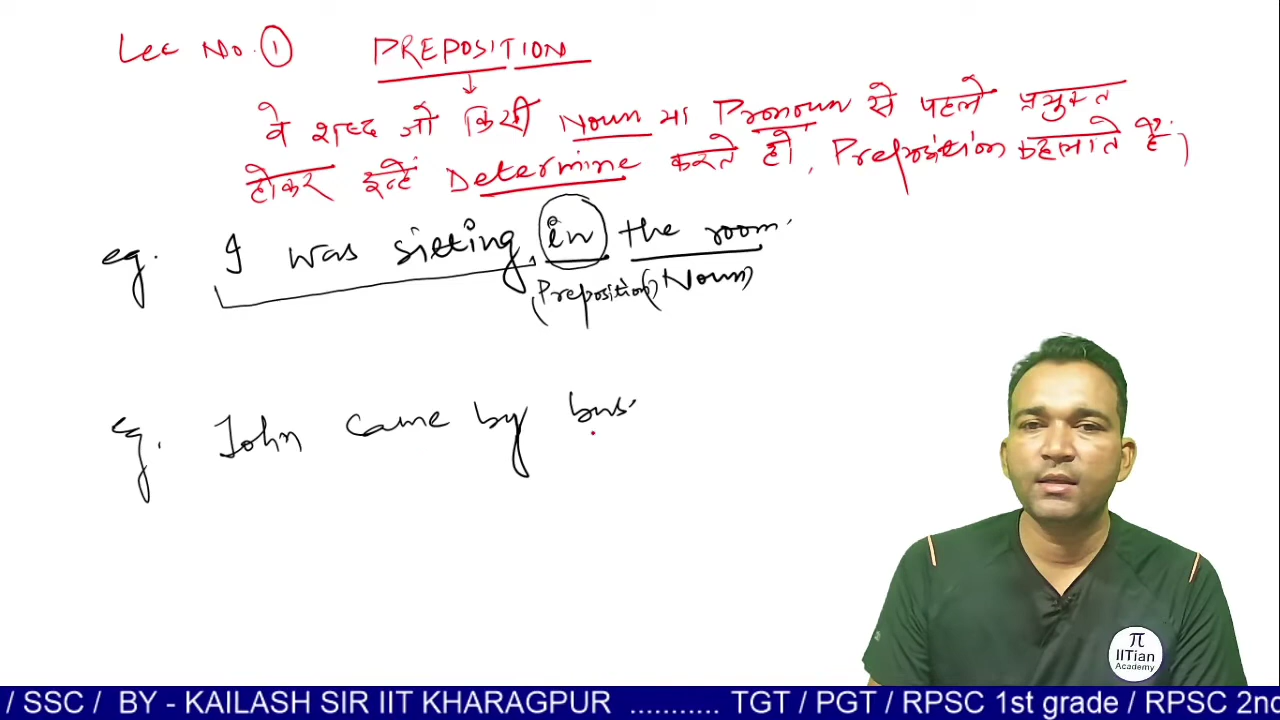 Lec No. 1 PREPOSITION
वे शब्द जो किसी Noun या Pronoun से पहले प्रयुक्त
होकर इन्हें Determine करते हों, Preposition कहलाते है।
eg. I was sitting in the room.
(Preposition) (Noun)
eg. John came by bus.
π
IITian
Academy
/ SSC / BY - KAILASH SIR IIT KHARAGPUR ........... TGT / PGT / RPSC 1st grade / RPSC 2nd